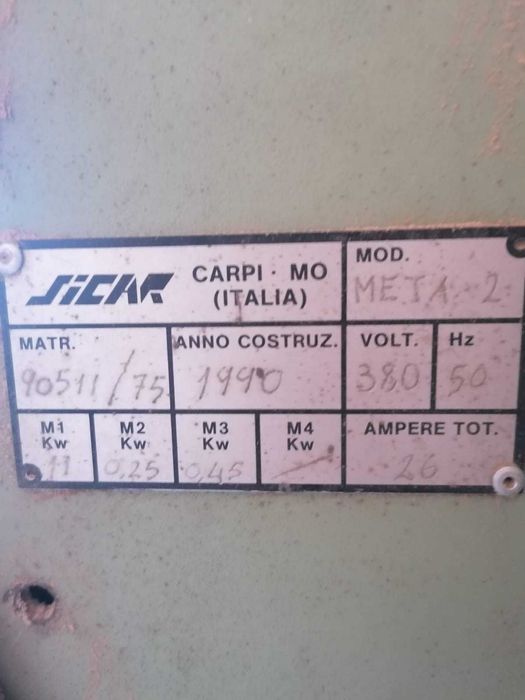 SICAR CARPI · MO (ITALIA)
MOD. META 2
MATR. 90511/75
ANNO COSTRUZ. 1990
VOLT. 380
Hz 50
M1 Kw 11
M2 Kw 0,25
M3 Kw 0,45
M4 Kw —
AMPERE TOT. 26